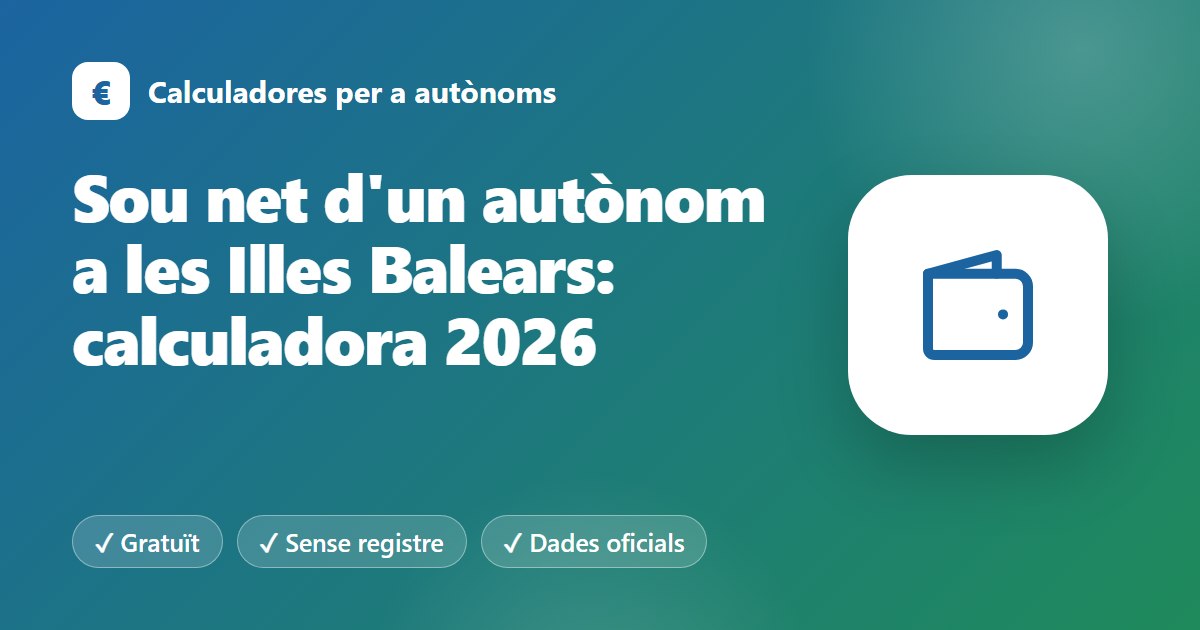 € Calculadores per a autònoms
Sou net d'un autònom
a les Illes Balears:
calculadora 2026
✓ Gratuït ✓ Sense registre ✓ Dades oficials